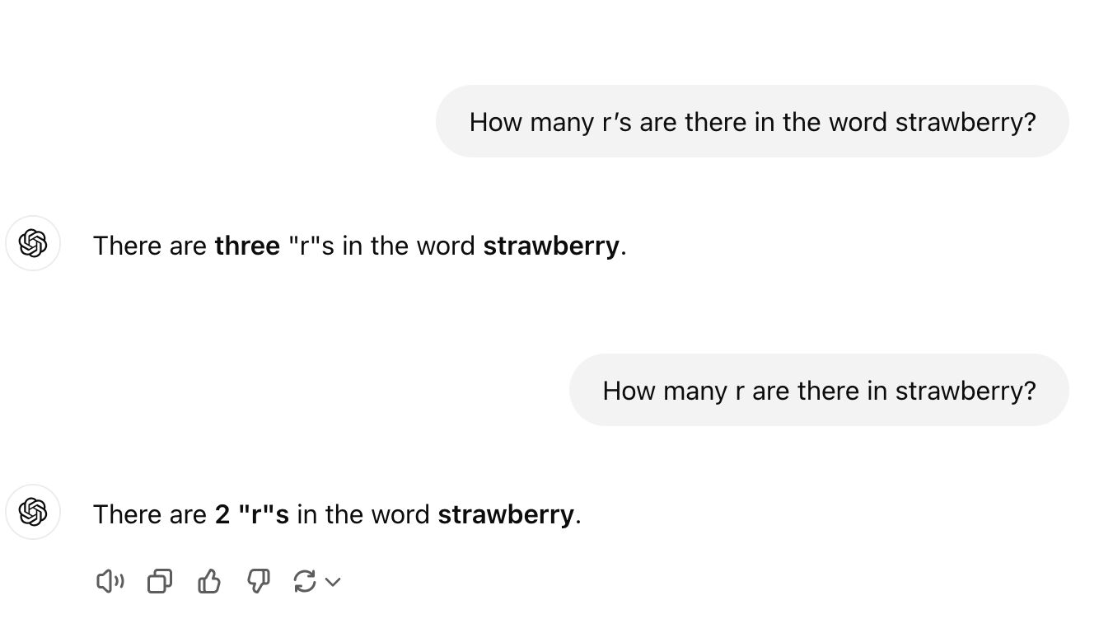 How many r’s are there in the word strawberry?
There are three "r"s in the word strawberry.
How many r are there in strawberry?
There are 2 "r"s in the word strawberry.